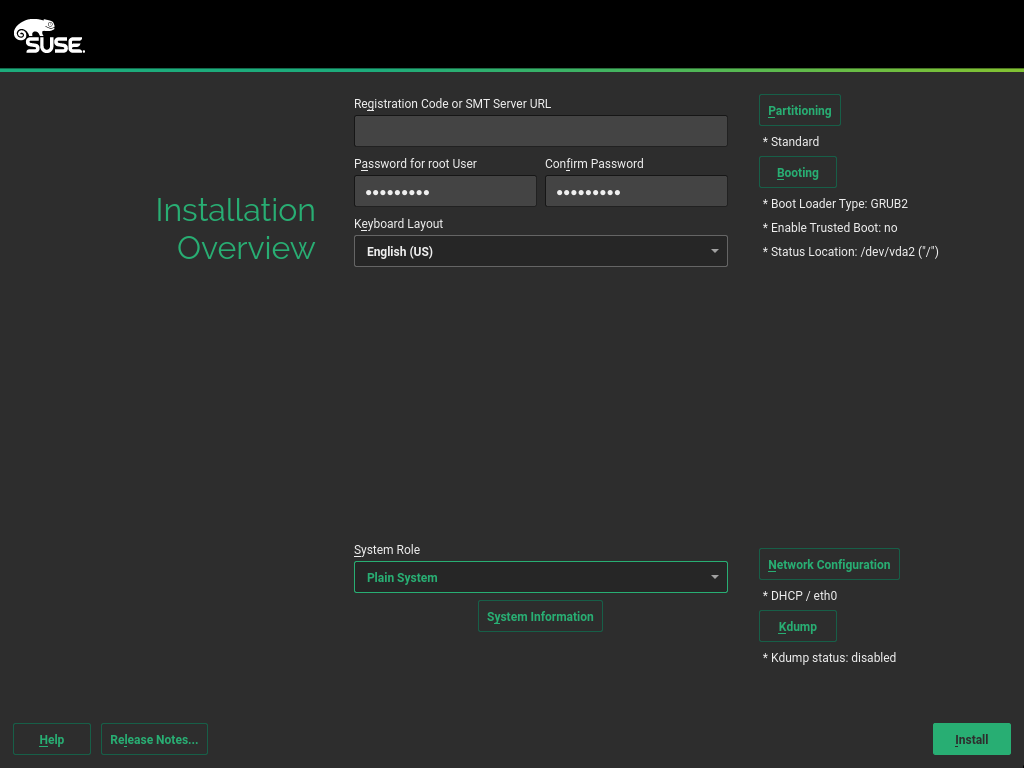 SUSE.
Installation
Overview
Registration Code or SMT Server URL
Password for root User
Confirm Password
●●●●●●●●●
●●●●●●●●●
Keyboard Layout
English (US)
System Role
Plain System
System Information
Partitioning
* Standard
Booting
* Boot Loader Type: GRUB2
* Enable Trusted Boot: no
* Status Location: /dev/vda2 ("/")
Network Configuration
* DHCP / eth0
Kdump
* Kdump status: disabled
Help
Release Notes...
Install